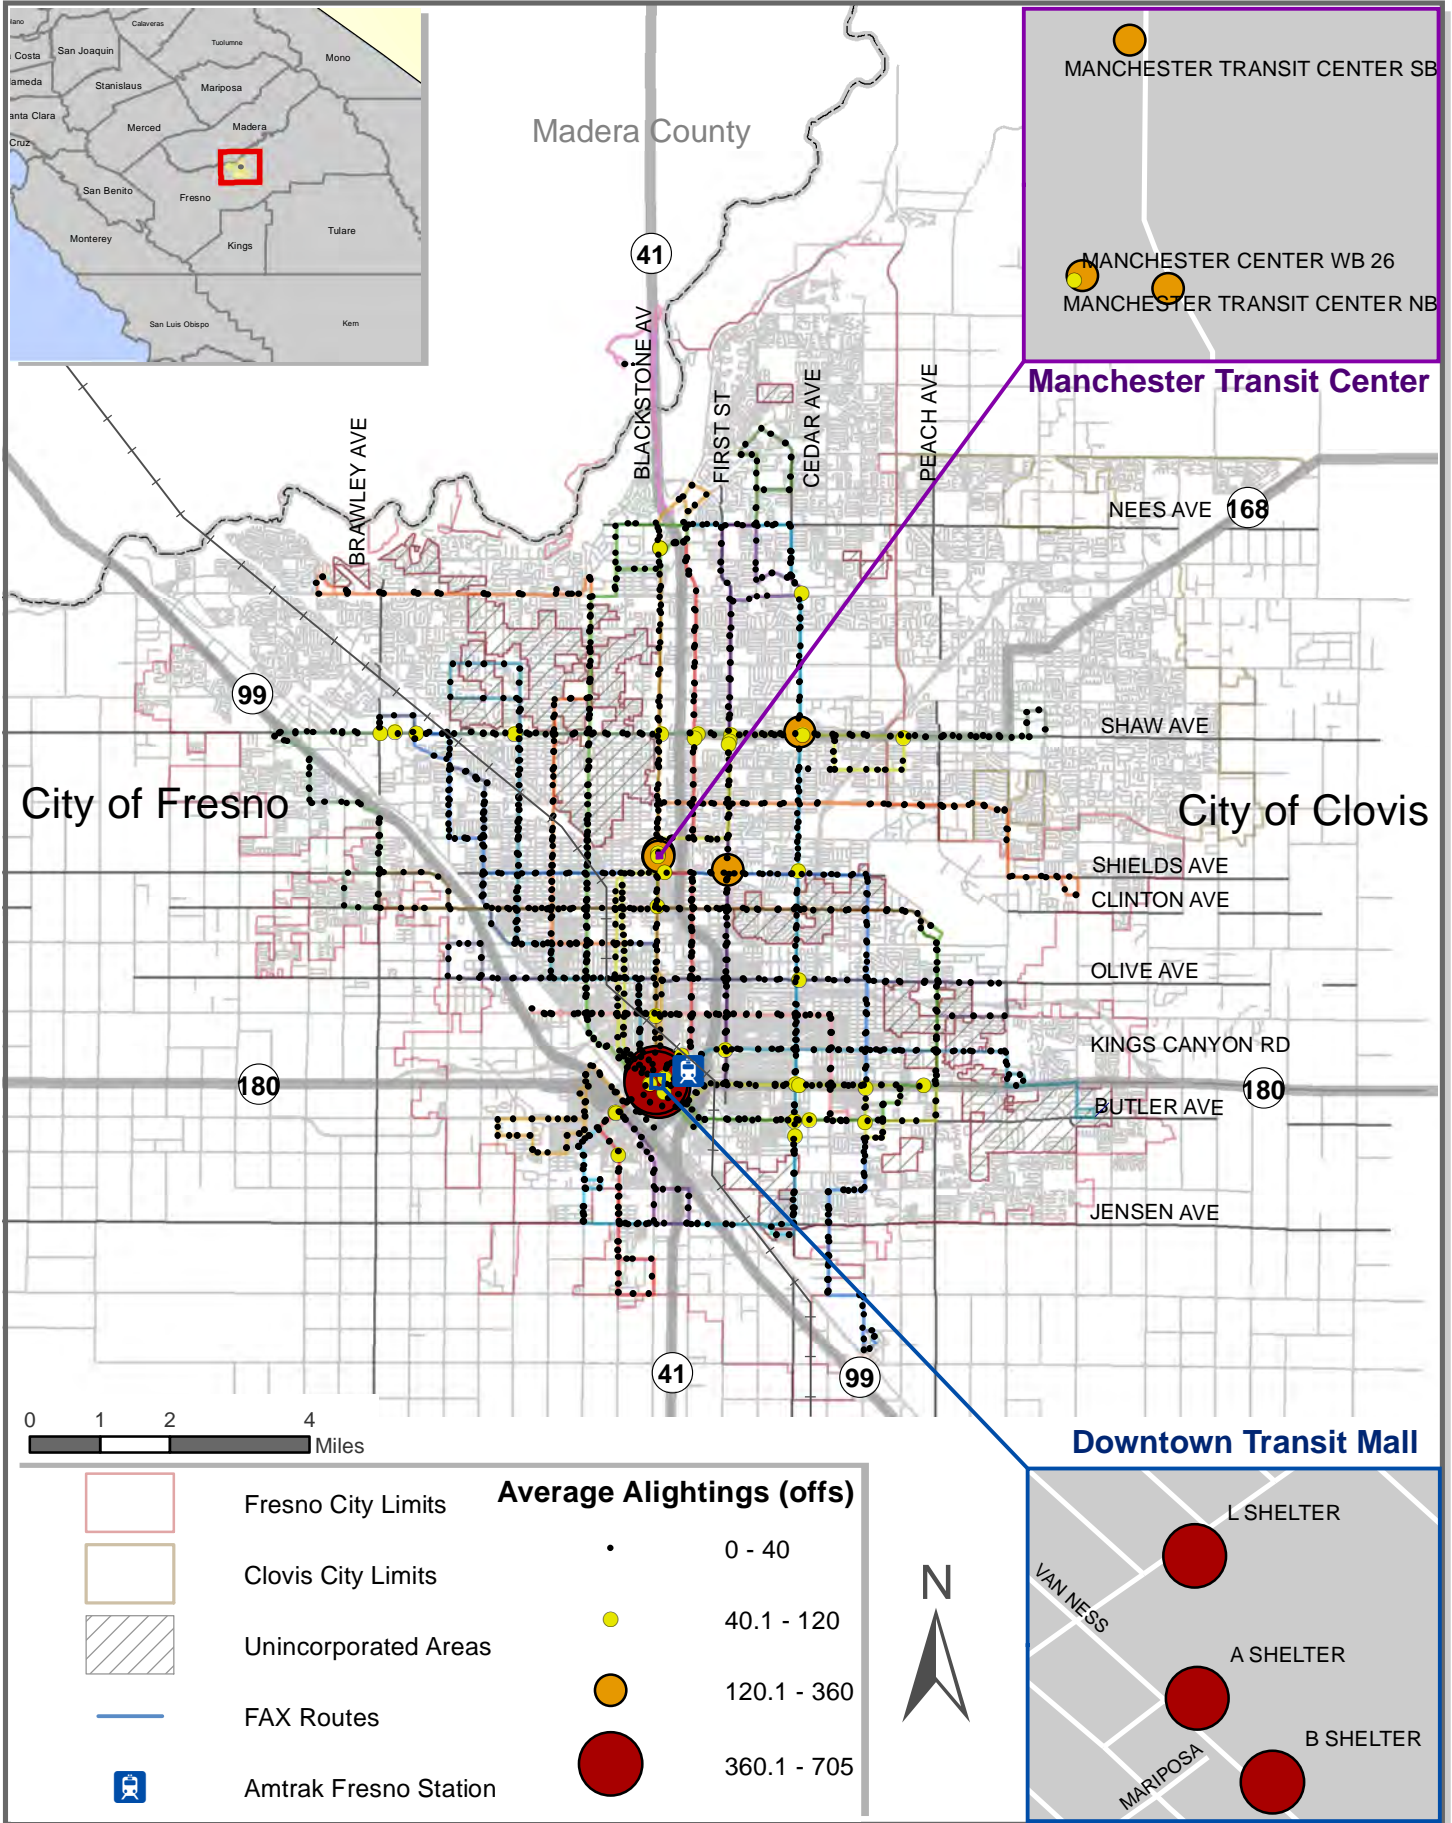 Calaveras
Tuolumne
San Joaquin
Costa
Mono
ameda
Stanislaus
Mariposa
anta Clara
Merced
Madera
Cruz
San Benito
Fresno
Tulare
Monterey
Kings
San Luis Obispo
Kern
Madera County
41
MANCHESTER TRANSIT CENTER SB
MANCHESTER CENTER WB 26
MANCHESTER TRANSIT CENTER NB
Manchester Transit Center
BRAWLEY AVE
BLACKSTONE AV
FIRST ST
CEDAR AVE
PEACH AVE
NEES AVE
168
99
SHAW AVE
City of Fresno
City of Clovis
SHIELDS AVE
CLINTON AVE
OLIVE AVE
KINGS CANYON RD
180
180
BUTLER AVE
JENSEN AVE
41
99
0 1 2 4
Miles
Downtown Transit Mall
L SHELTER
VAN NESS
A SHELTER
B SHELTER
MARIPOSA
N
Fresno City Limits
Clovis City Limits
Unincorporated Areas
FAX Routes
Amtrak Fresno Station
Average Alightings (offs)
0 - 40
40.1 - 120
120.1 - 360
360.1 - 705